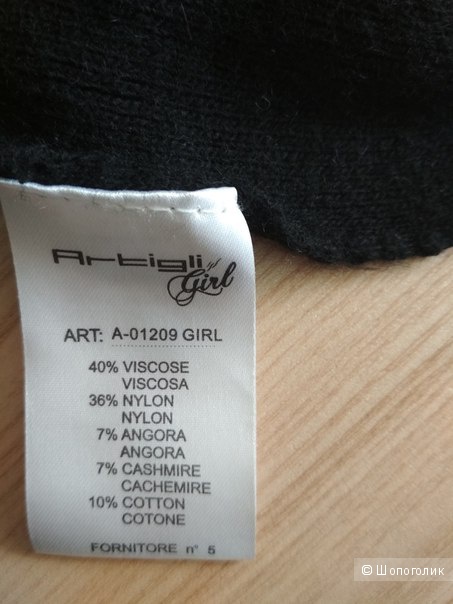 Artigli
Girl
ART: A-01209 GIRL
40% VISCOSE
VISCOSA
36% NYLON
NYLON
7% ANGORA
ANGORA
7% CASHMIRE
CACHEMIRE
10% COTTON
COTONE
FORNITORE n° 5
© Шопоголик